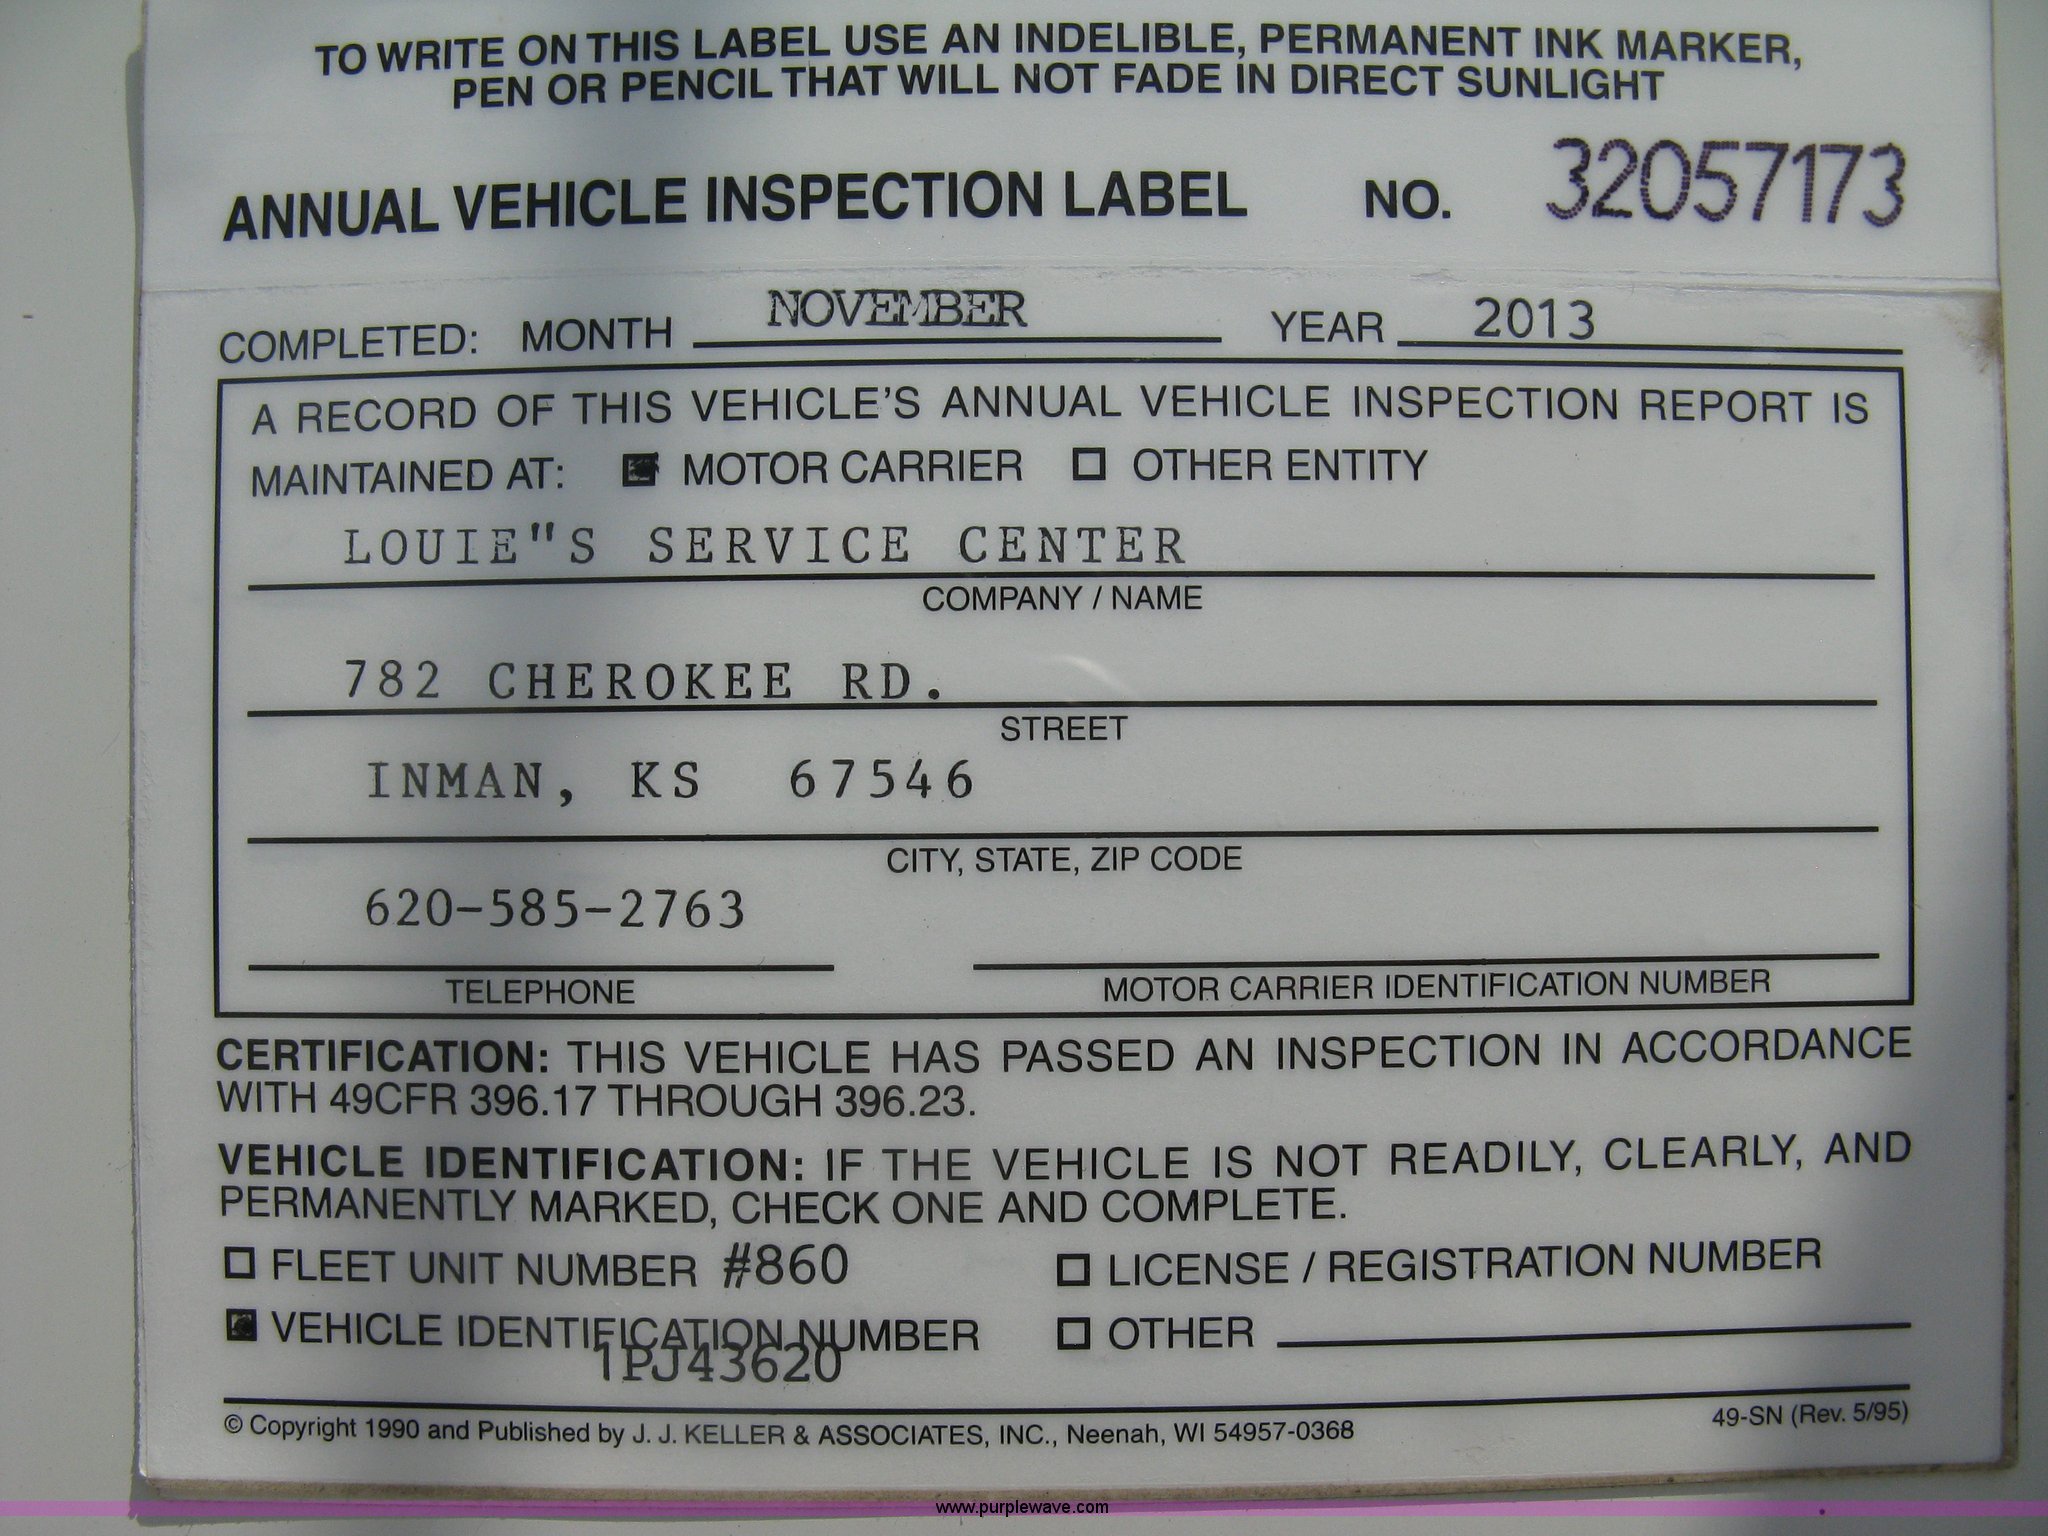 TO WRITE ON THIS LABEL USE AN INDELIBLE, PERMANENT INK MARKER,
PEN OR PENCIL THAT WILL NOT FADE IN DIRECT SUNLIGHT
ANNUAL VEHICLE INSPECTION LABEL NO. 32057173
COMPLETED: MONTH NOVEMBER YEAR 2013
A RECORD OF THIS VEHICLE'S ANNUAL VEHICLE INSPECTION REPORT IS
MAINTAINED AT: MOTOR CARRIER OTHER ENTITY
LOUIE"S SERVICE CENTER
COMPANY / NAME
782 CHEROKEE RD.
STREET
INMAN, KS 67546
CITY, STATE, ZIP CODE
620-585-2763
TELEPHONE MOTOR CARRIER IDENTIFICATION NUMBER
CERTIFICATION: THIS VEHICLE HAS PASSED AN INSPECTION IN ACCORDANCE
WITH 49CFR 396.17 THROUGH 396.23.
VEHICLE IDENTIFICATION: IF THE VEHICLE IS NOT READILY, CLEARLY, AND
PERMANENTLY MARKED, CHECK ONE AND COMPLETE.
FLEET UNIT NUMBER #860 LICENSE / REGISTRATION NUMBER
VEHICLE IDENTIFICATION NUMBER OTHER
1PJ43620
© Copyright 1990 and Published by J. J. KELLER & ASSOCIATES, INC., Neenah, WI 54957-0368 49-SN (Rev. 5/95)
www.purplewave.com